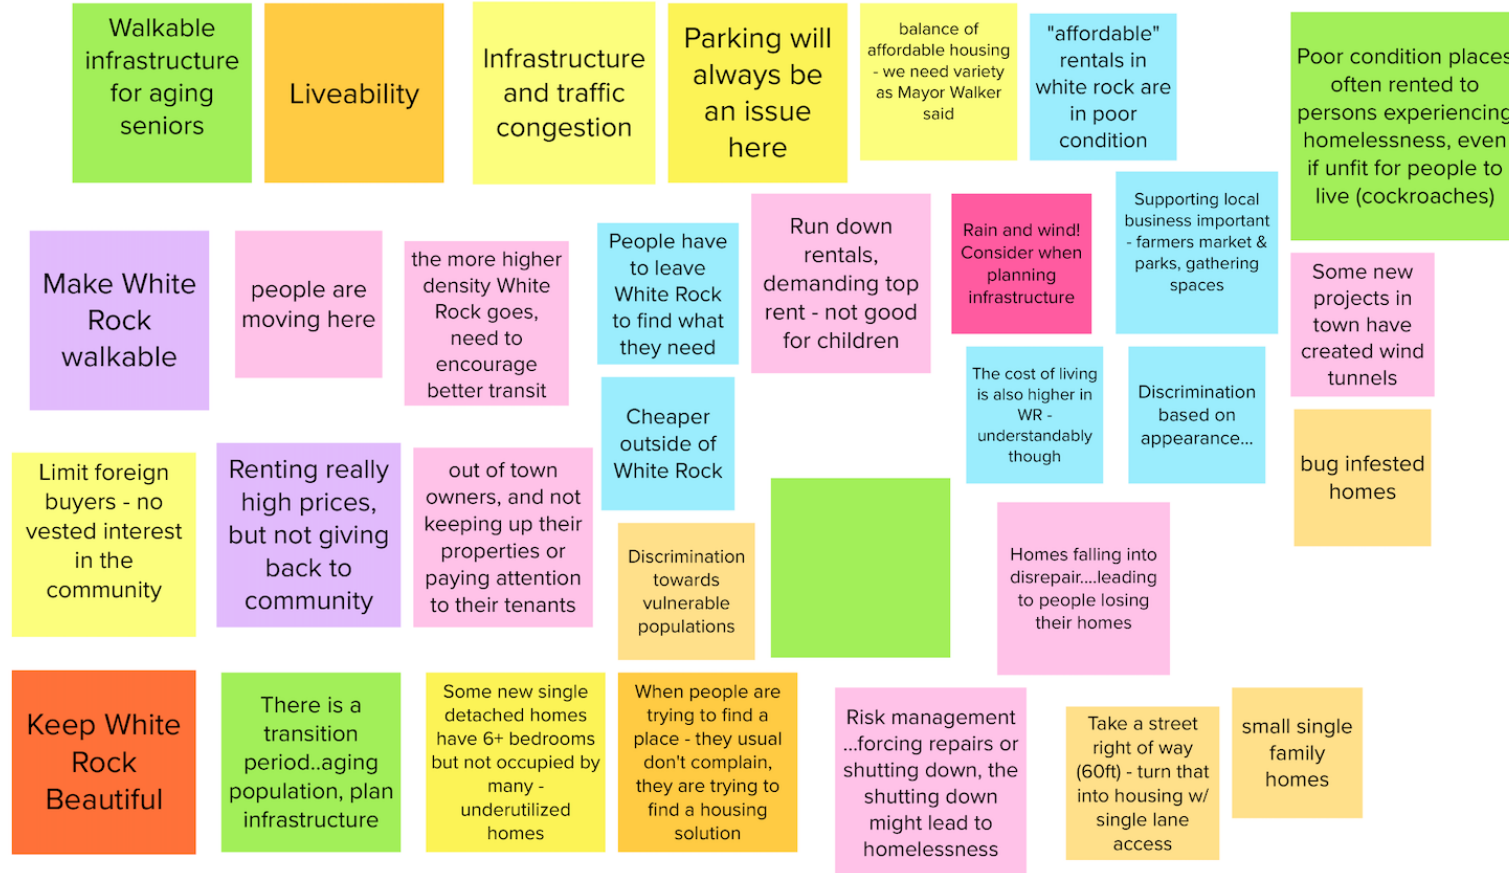 Walkable
infrastructure
for aging
seniors
Liveability
Infrastructure
and traffic
congestion
Parking will
always be
an issue
here
balance of
affordable housing
- we need variety
as Mayor Walker
said
"affordable"
rentals in
white rock are
in poor
condition
Poor condition places
often rented to
persons experiencing
homelessness, even
if unfit for people to
live (cockroaches)
Make White
Rock
walkable
people are
moving here
the more higher
density White
Rock goes,
need to
encourage
better transit
People have
to leave
White Rock
to find what
they need
Run down
rentals,
demanding top
rent - not good
for children
Rain and wind!
Consider when
planning
infrastructure
Supporting local
business important
- farmers market &
parks, gathering
spaces
Some new
projects in
town have
created wind
tunnels
Cheaper
outside of
White Rock
The cost of living
is also higher in
WR -
understandably
though
Discrimination
based on
appearance...
bug infested
homes
Limit foreign
buyers - no
vested interest
in the
community
Renting really
high prices,
but not giving
back to
community
out of town
owners, and not
keeping up their
properties or
paying attention
to their tenants
Discrimination
towards
vulnerable
populations
Homes falling into
disrepair....leading
to people losing
their homes
Keep White
Rock
Beautiful
There is a
transition
period..aging
population, plan
infrastructure
Some new single
detached homes
have 6+ bedrooms
but not occupied by
many -
underutilized
homes
When people are
trying to find a
place - they usual
don't complain,
they are trying to
find a housing
solution
Risk management
...forcing repairs or
shutting down, the
shutting down
might lead to
homelessness
Take a street
right of way
(60ft) - turn that
into housing w/
single lane
access
small single
family
homes